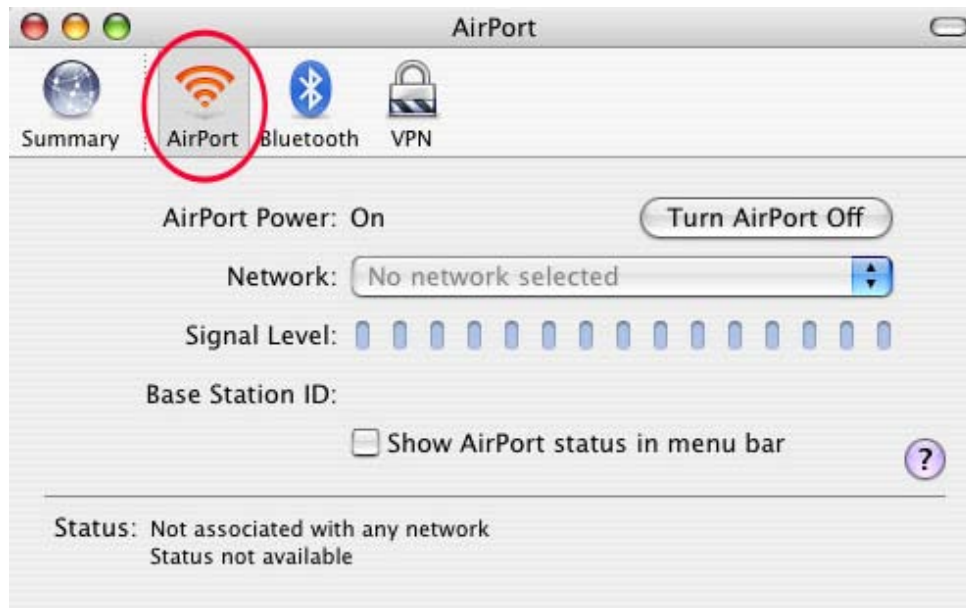 AirPort
Summary AirPort Bluetooth VPN
AirPort Power: On Turn AirPort Off
Network: No network selected
Signal Level:
Base Station ID:
Show AirPort status in menu bar
?
Status: Not associated with any network
Status not available